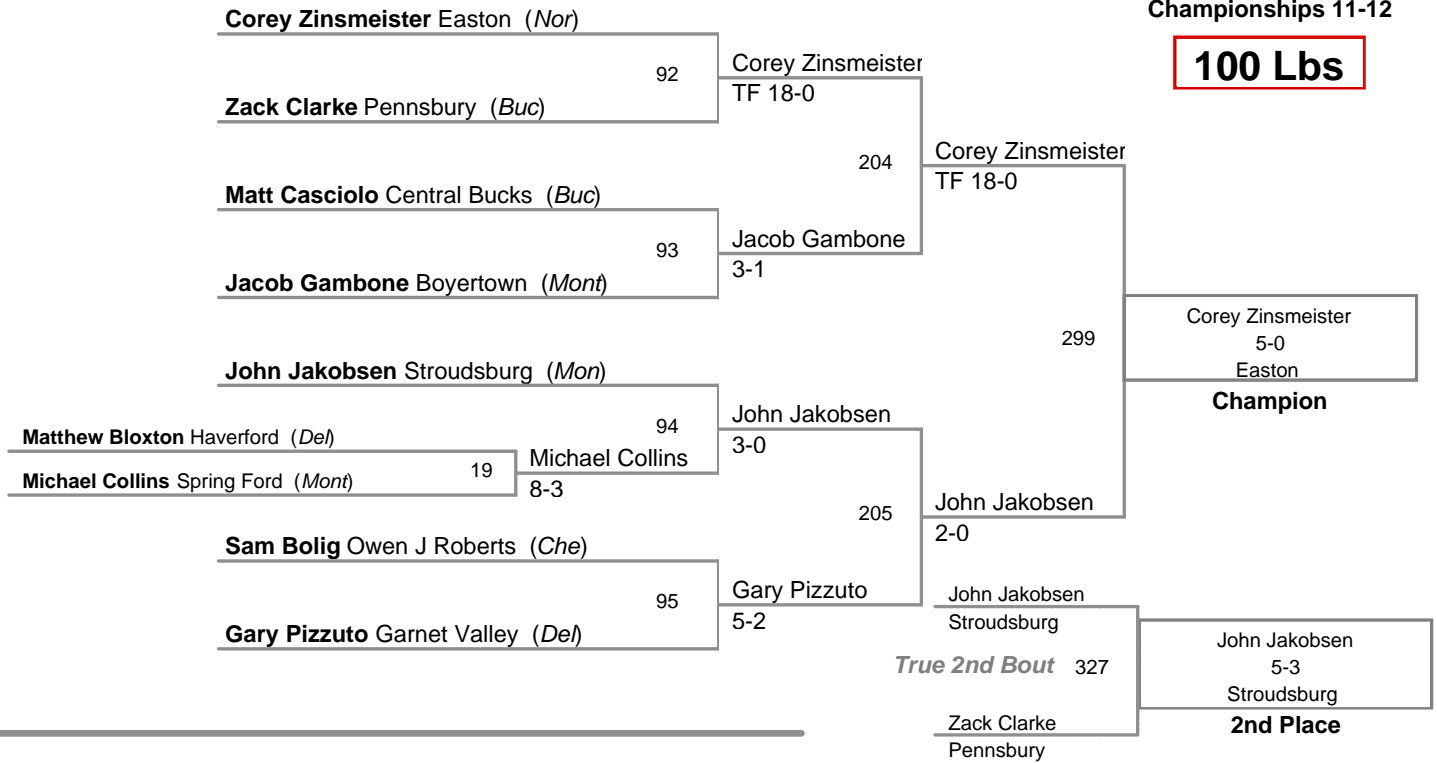 Championships 11-12
100 Lbs
Corey Zinsmeister Easton (Nor)
92
Corey Zinsmeister
TF 18-0
Zack Clarke Pennsbury (Buc)
204
Corey Zinsmeister
TF 18-0
Matt Casciolo Central Bucks (Buc)
93
Jacob Gambone
3-1
Jacob Gambone Boyertown (Mont)
299
Corey Zinsmeister
5-0
Easton
Champion
John Jakobsen Stroudsburg (Mon)
94
John Jakobsen
3-0
Matthew Bloxton Haverford (Del)
19
Michael Collins
8-3
Michael Collins Spring Ford (Mont)
205
John Jakobsen
2-0
Sam Bolig Owen J Roberts (Che)
95
Gary Pizzuto
5-2
Gary Pizzuto Garnet Valley (Del)
John Jakobsen
Stroudsburg
True 2nd Bout 327
John Jakobsen
5-3
Stroudsburg
2nd Place
Zack Clarke
Pennsbury